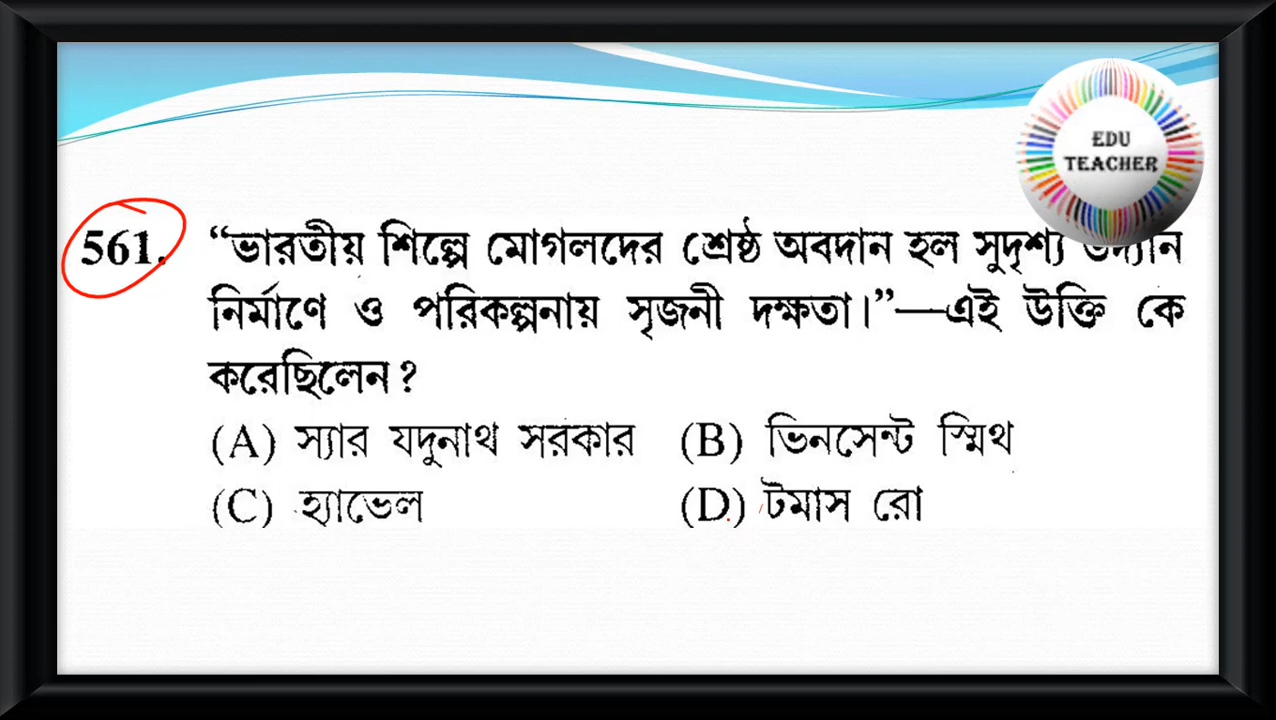 EDU
TEACHER
561. “ভারতীয় শিল্পে মোগলদের শ্রেষ্ঠ অবদান হল সুদৃশ্য উদ্যান
নির্মাণে ও পরিকল্পনায় সৃজনী দক্ষতা।”—এই উক্তি কে
করেছিলেন?
(A) স্যার যদুনাথ সরকার (B) ভিনসেন্ট স্মিথ
(C) হ্যাভেল (D) টমাস রো